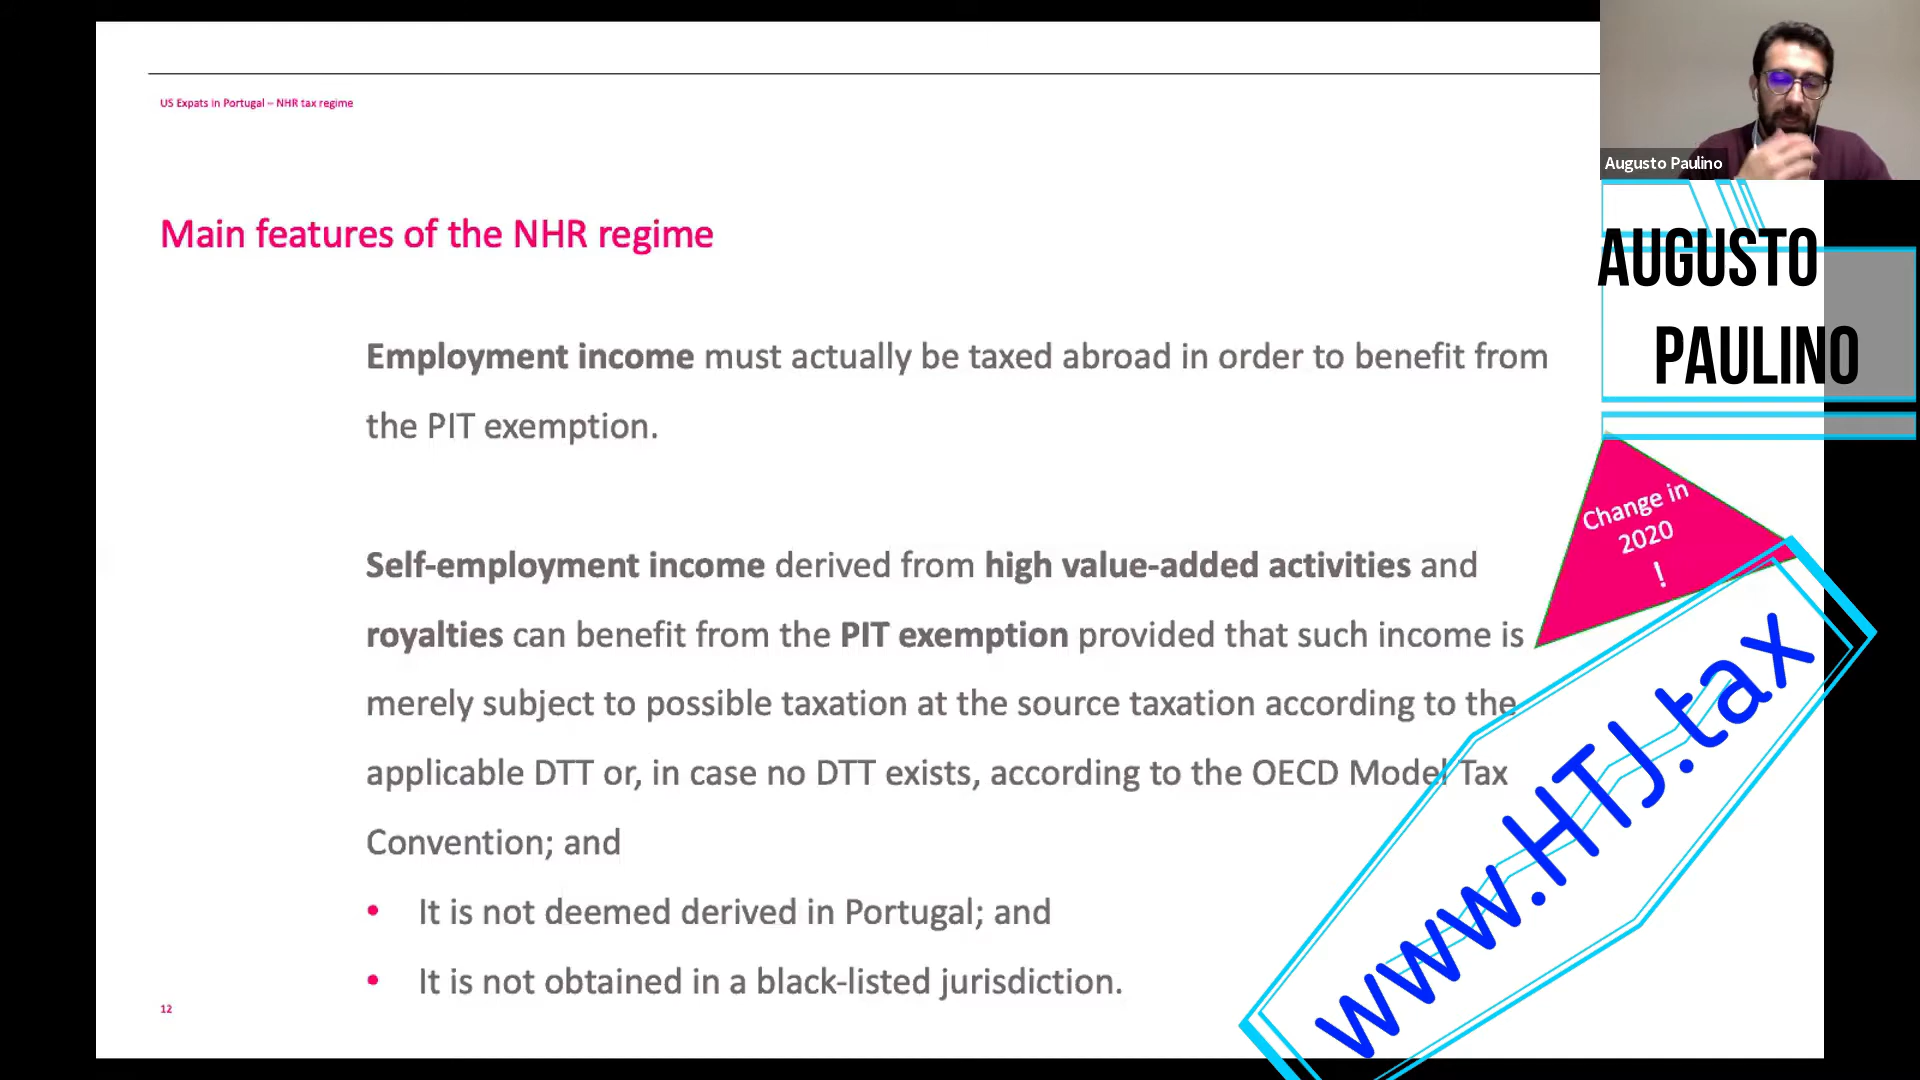 US Expats in Portugal – NHR tax regime
Augusto Paulino
AUGUSTO
PAULINO
Main features of the NHR regime
Employment income must actually be taxed abroad in order to benefit from
the PIT exemption.
Change in
2020
!
Self-employment income derived from high value-added activities and
royalties can benefit from the PIT exemption provided that such income is
merely subject to possible taxation at the source taxation according to the
applicable DTT or, in case no DTT exists, according to the OECD Model Tax
Convention; and
• It is not deemed derived in Portugal; and
• It is not obtained in a black-listed jurisdiction.
www.HTJ.tax
12